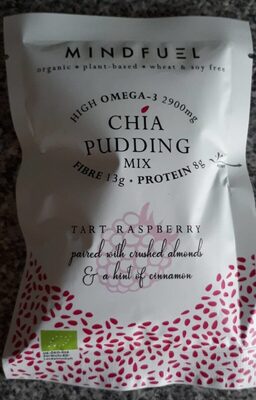 MINDFUEL
organic • plant-based • wheat & soy free
HIGH OMEGA-3 2900mg
CHIA
PUDDING
MIX
FIBRE 13g • PROTEIN 8g
TART RASPBERRY
paired with crushed almonds
& a hint of cinnamon